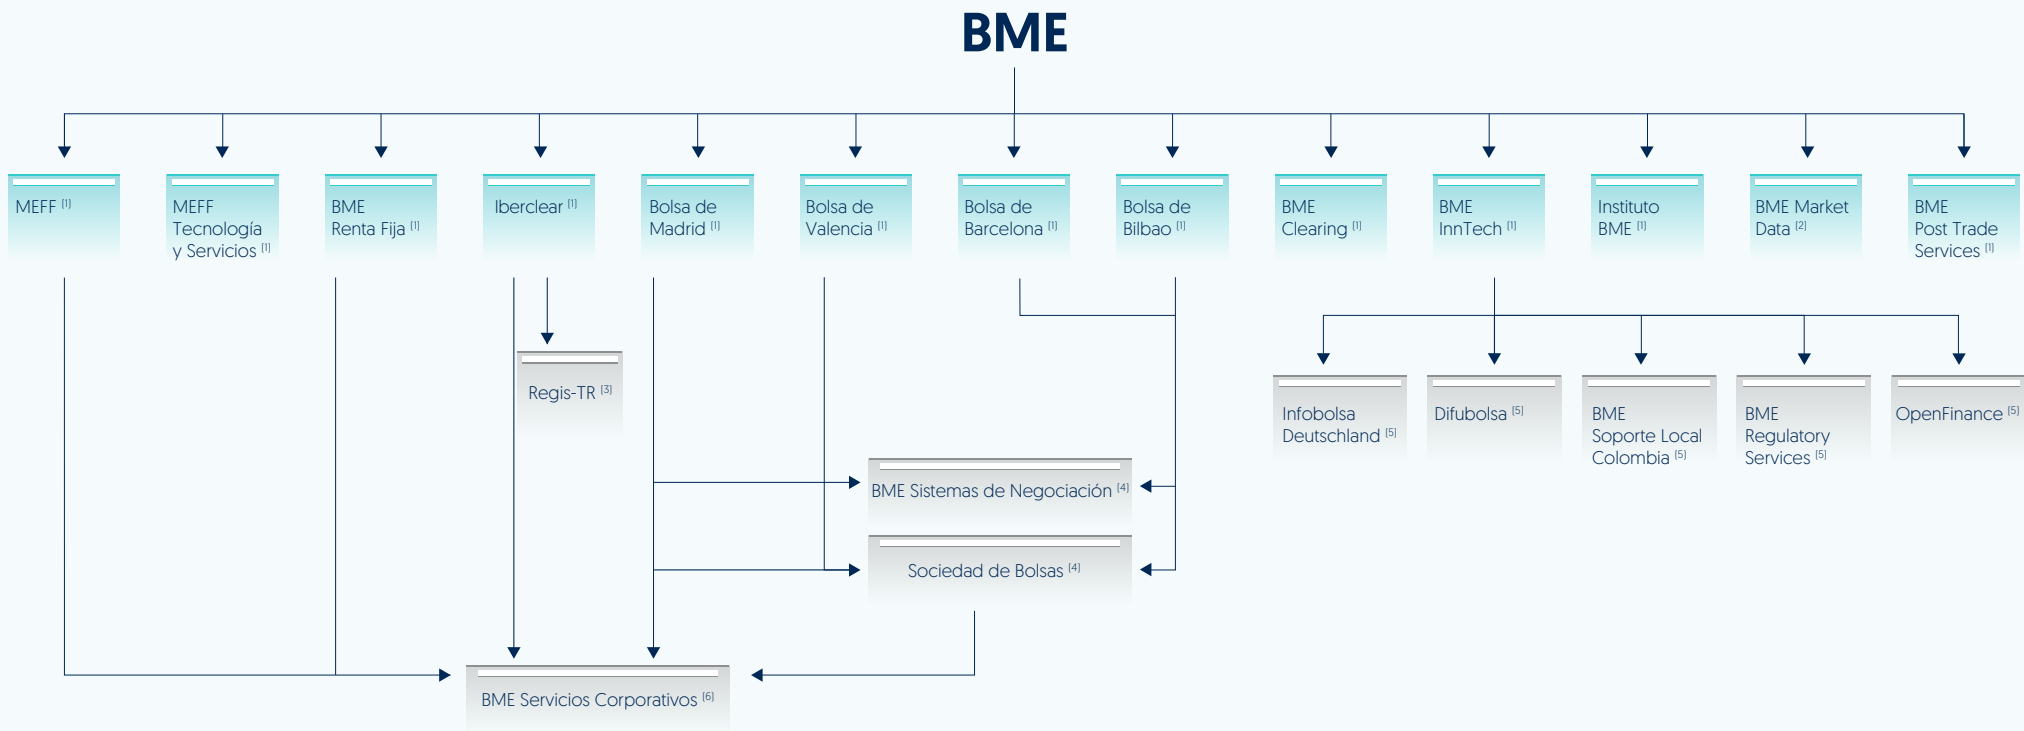 BME
MEFF [1]
MEFF
Tecnología
y Servicios [1]
BME
Renta Fija [1]
Iberclear [1]
Bolsa de
Madrid [1]
Bolsa de
Valencia [1]
Bolsa de
Barcelona [1]
Bolsa de
Bilbao [1]
BME
Clearing [1]
BME
InnTech [1]
Instituto
BME [1]
BME Market
Data [2]
BME
Post Trade
Services [1]
Regis-TR [3]
Infobolsa
Deutschland [5]
Difubolsa [5]
BME
Soporte Local
Colombia [5]
BME
Regulatory
Services [5]
OpenFinance [5]
BME Sistemas de Negociación [4]
Sociedad de Bolsas [4]
BME Servicios Corporativos [6]